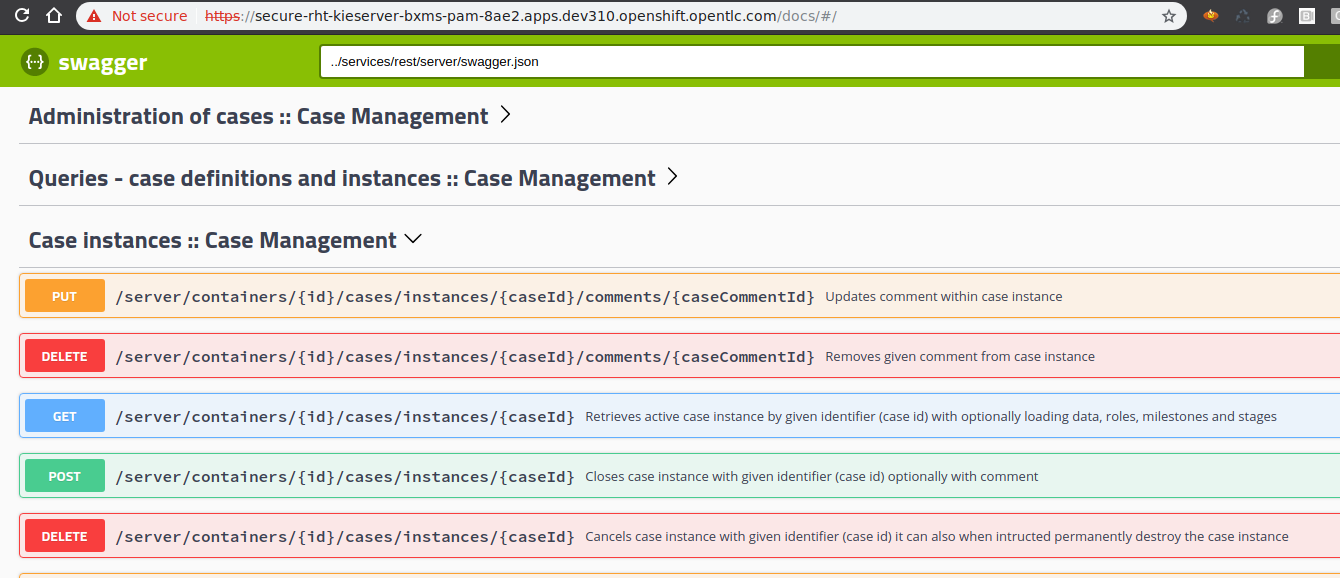 Not secure https://secure-rht-kieserver-bxms-pam-8ae2.apps.dev310.openshift.opentlc.com/docs/#/
{··} swagger ../services/rest/server/swagger.json
Administration of cases :: Case Management
Queries - case definitions and instances :: Case Management
Case instances :: Case Management
PUT /server/containers/{id}/cases/instances/{caseId}/comments/{caseCommentId} Updates comment within case instance
DELETE /server/containers/{id}/cases/instances/{caseId}/comments/{caseCommentId} Removes given comment from case instance
GET /server/containers/{id}/cases/instances/{caseId} Retrieves active case instance by given identifier (case id) with optionally loading data, roles, milestones and stages
POST /server/containers/{id}/cases/instances/{caseId} Closes case instance with given identifier (case id) optionally with comment
DELETE /server/containers/{id}/cases/instances/{caseId} Cancels case instance with given identifier (case id) it can also when intructed permanently destroy the case instance